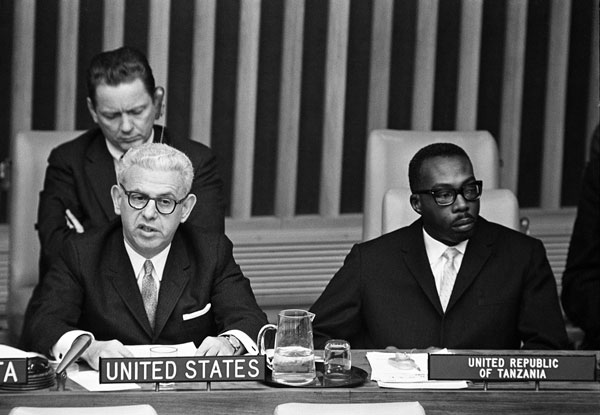 TA
UNITED STATES
UNITED REPUBLIC
OF TANZANIA